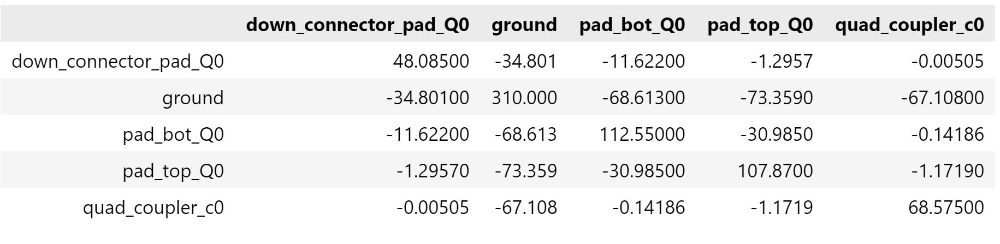 down_connector_pad_Q0 ground pad_bot_Q0 pad_top_Q0 quad_coupler_c0
down_connector_pad_Q0 48.08500 -34.801 -11.62200 -1.2957 -0.00505
ground -34.80100 310.000 -68.61300 -73.3590 -67.10800
pad_bot_Q0 -11.62200 -68.613 112.55000 -30.9850 -0.14186
pad_top_Q0 -1.29570 -73.359 -30.98500 107.8700 -1.17190
quad_coupler_c0 -0.00505 -67.108 -0.14186 -1.1719 68.57500